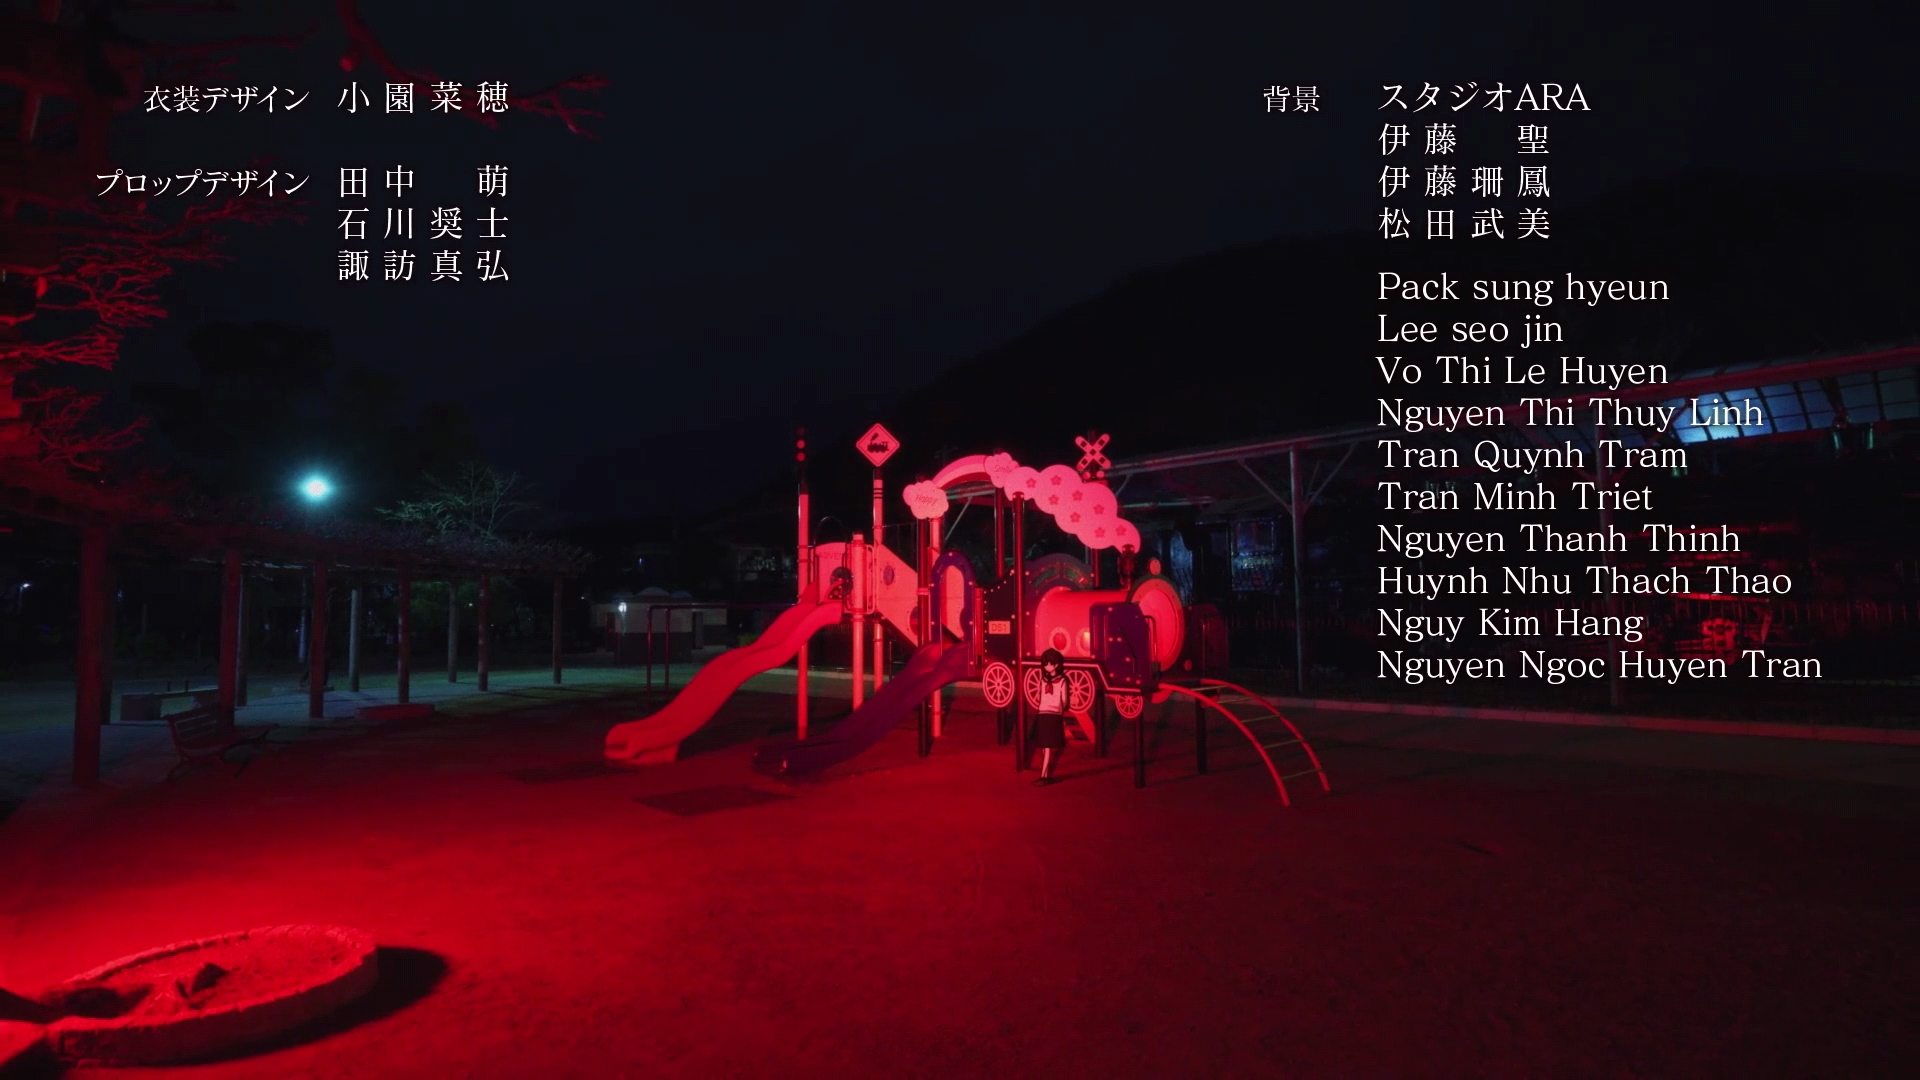 衣装デザイン 小園菜穂
プロップデザイン 田中 萌
石川奨士
諏訪真弘
背景 スタジオARA
伊藤 聖
伊藤珊鳳
松田武美
Pack sung hyeun
Lee seo jin
Vo Thi Le Huyen
Nguyen Thi Thuy Linh
Tran Quynh Tram
Tran Minh Triet
Nguyen Thanh Thinh
Huynh Nhu Thach Thao
Nguy Kim Hang
Nguyen Ngoc Huyen Tran
Happy
D51